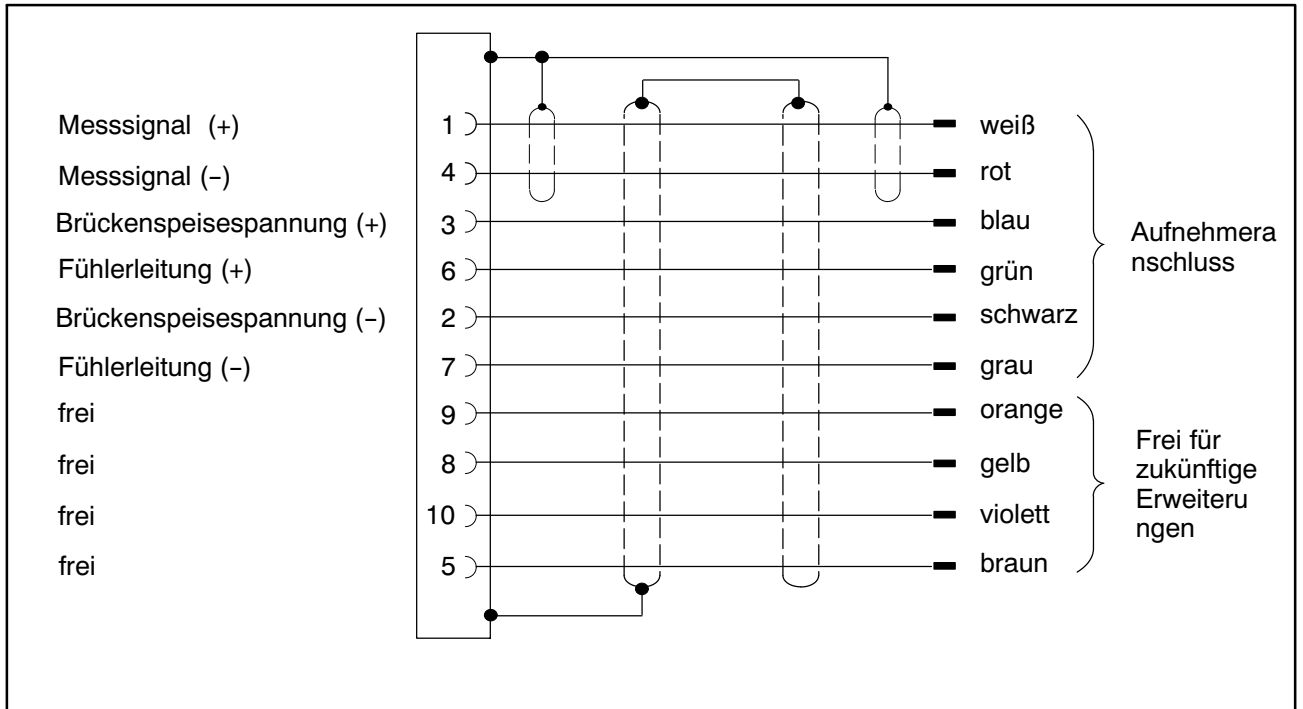 Messsignal (+) 1 weiß
Messsignal (−) 4 rot
Brückenspeisespannung (+) 3 blau
Fühlerleitung (+) 6 grün
Brückenspeisespannung (−) 2 schwarz
Fühlerleitung (−) 7 grau
Aufnehmera
nschluss
frei 9 orange
frei 8 gelb
frei 10 violett
frei 5 braun
Frei für
zukünftige
Erweiteru
ngen